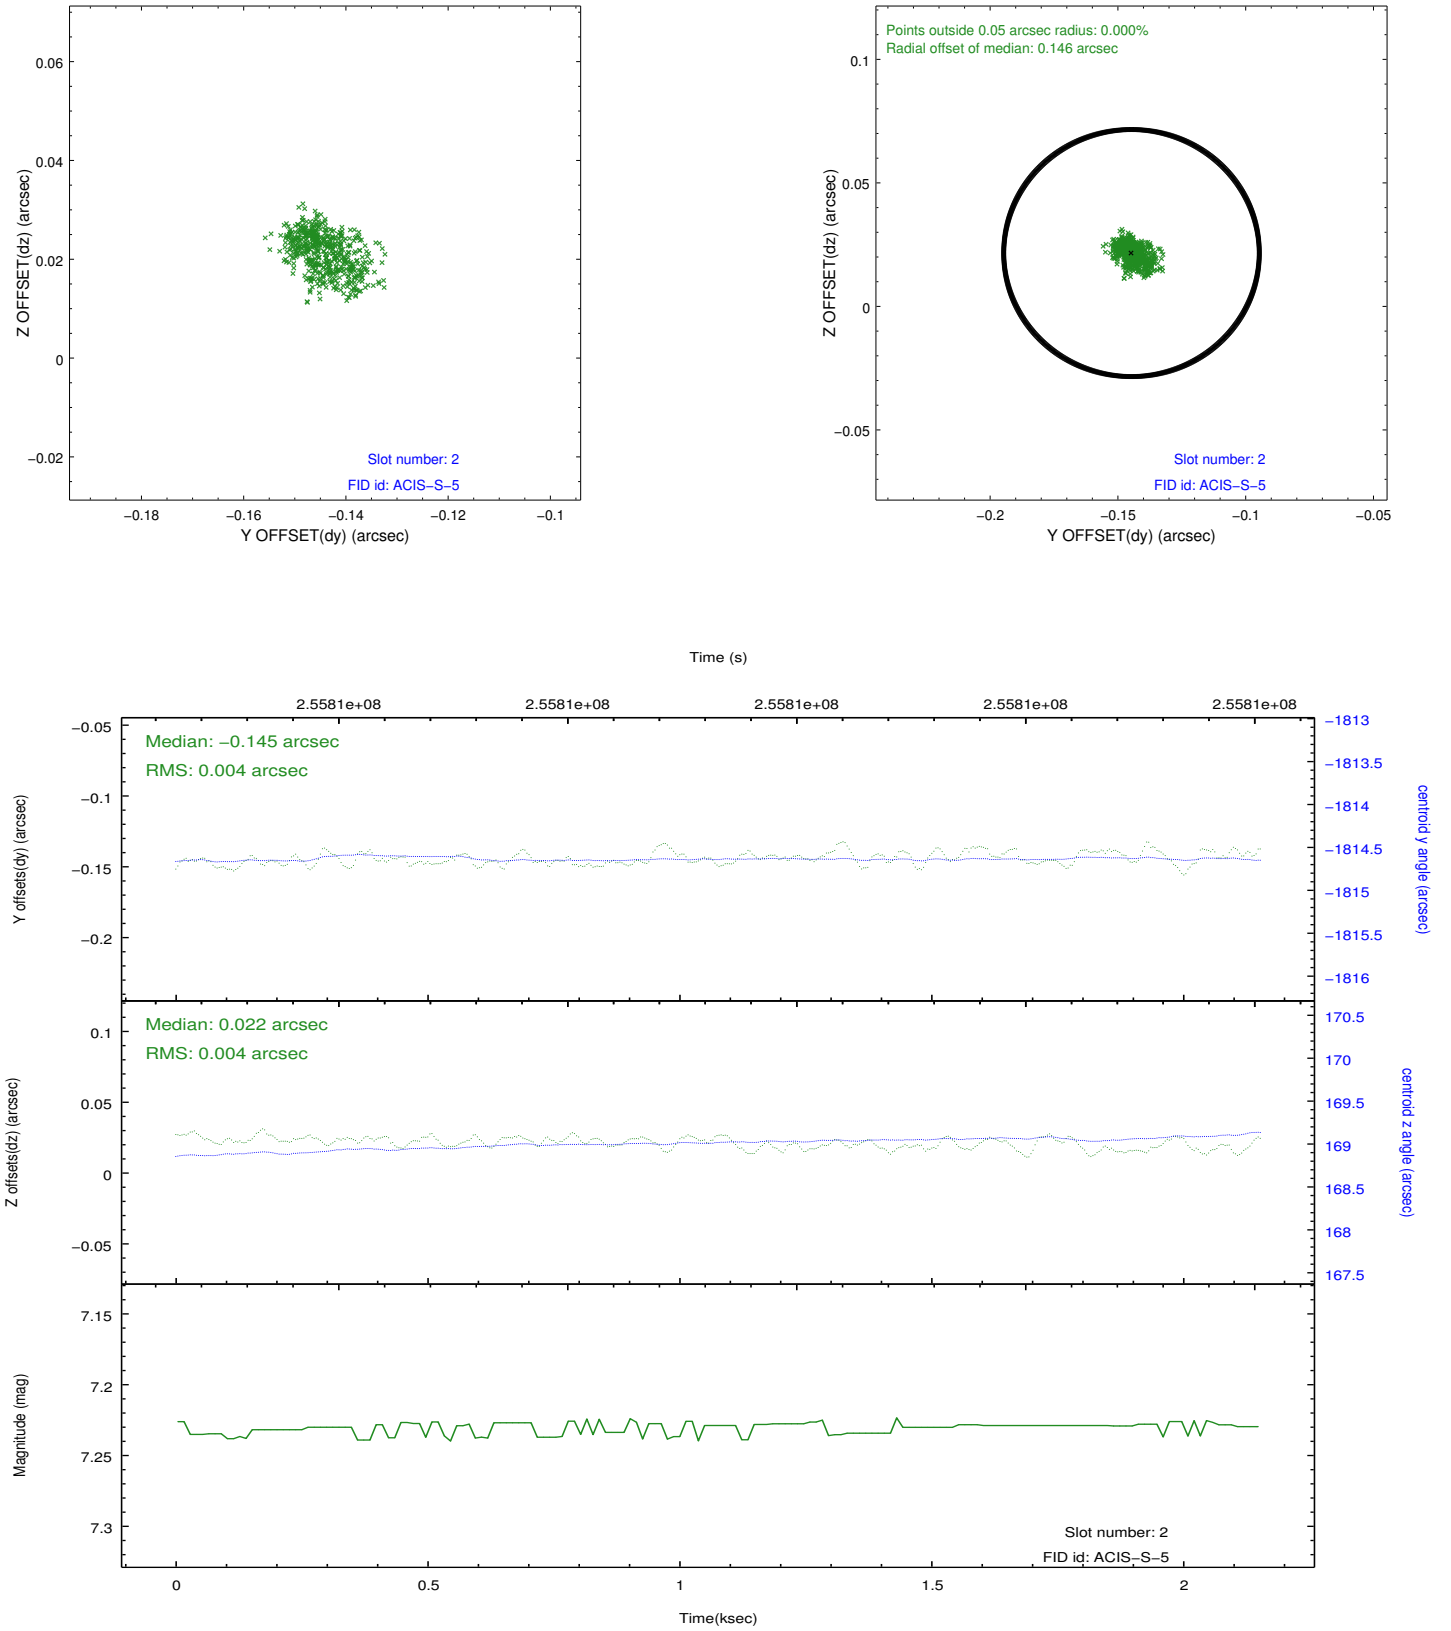 0.06
0.04
0.02
0
−0.02
Z OFFSET(dz) (arcsec)
Slot number: 2
FID id: ACIS−S−5
−0.18
−0.16
−0.14
−0.12
−0.1
Y OFFSET(dy) (arcsec)
Points outside 0.05 arcsec radius: 0.000%
Radial offset of median: 0.146 arcsec
0.1
0.05
0
−0.05
Z OFFSET(dz) (arcsec)
Slot number: 2
FID id: ACIS−S−5
−0.2
−0.15
−0.1
−0.05
Y OFFSET(dy) (arcsec)
Time (s)
2.5581e+08
2.5581e+08
2.5581e+08
2.5581e+08
2.5581e+08
Median: −0.145 arcsec
RMS: 0.004 arcsec
−0.05
−0.1
−0.15
−0.2
Y offsets(dy) (arcsec)
−1813
−1813.5
−1814
−1814.5
−1815
−1815.5
−1816
centroid y angle (arcsec)
Median: 0.022 arcsec
RMS: 0.004 arcsec
0.1
0.05
0
−0.05
Z offsets(dz) (arcsec)
170.5
170
169.5
169
168.5
168
167.5
centroid z angle (arcsec)
7.15
7.2
7.25
7.3
Magnitude (mag)
Slot number: 2
FID id: ACIS−S−5
0
0.5
1
1.5
2
Time(ksec)